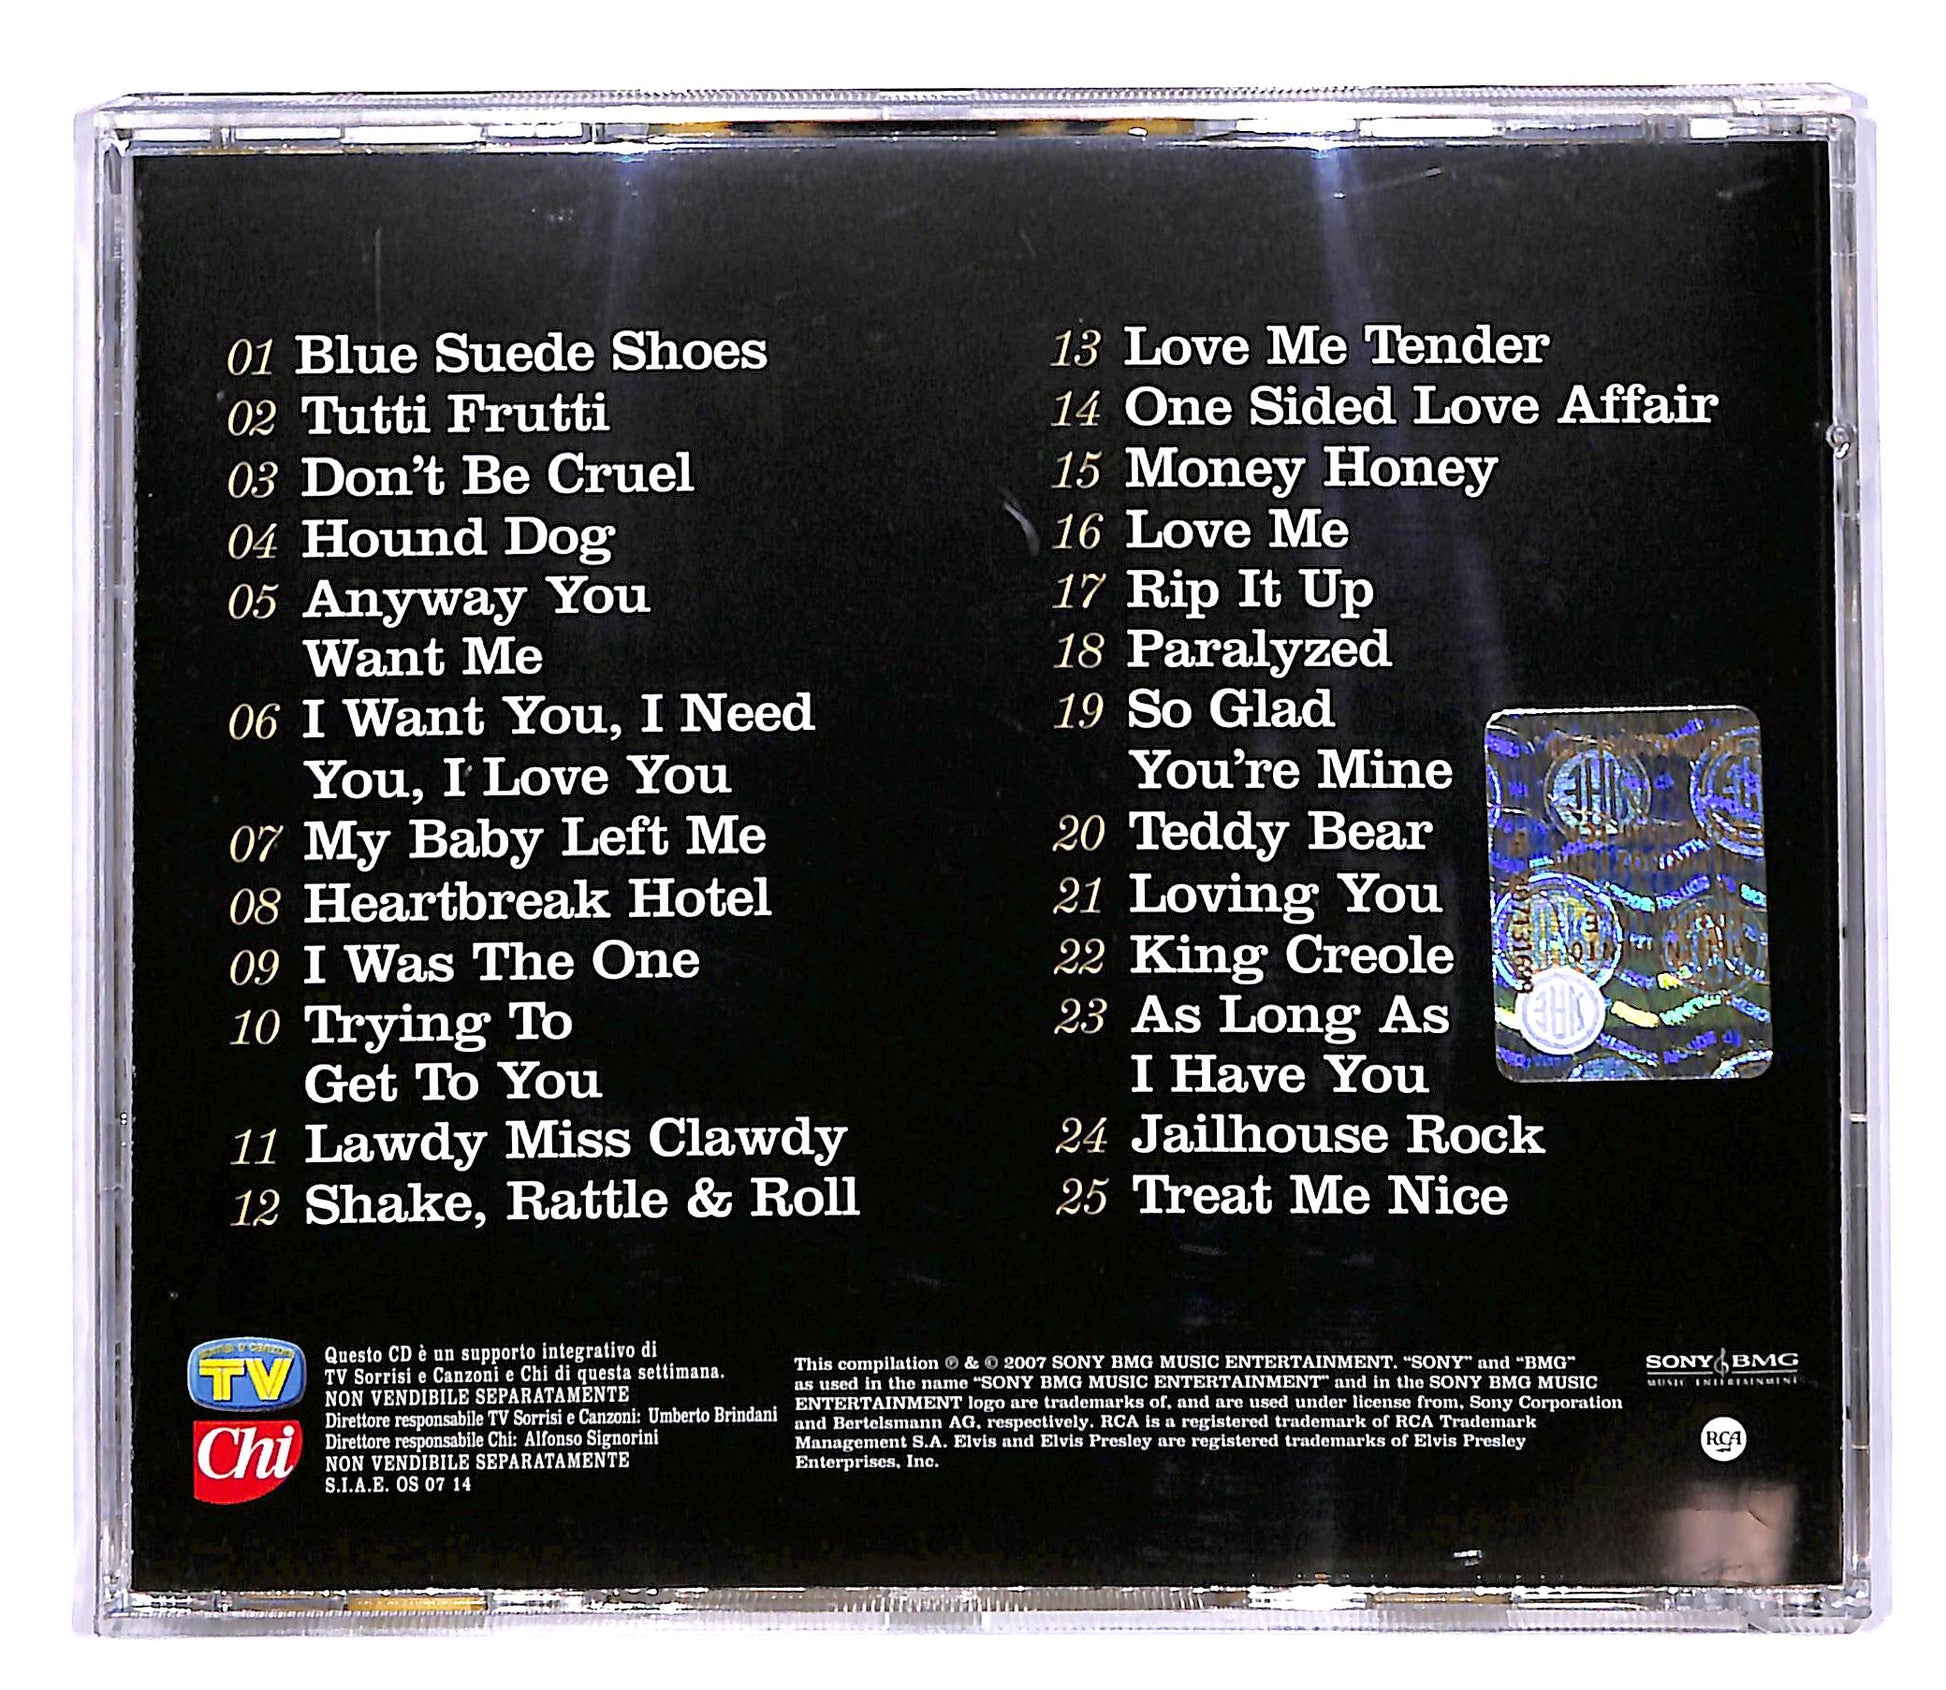 01 Blue Suede Shoes
02 Tutti Frutti
03 Don't Be Cruel
04 Hound Dog
05 Anyway You
Want Me
06 I Want You, I Need
You, I Love You
07 My Baby Left Me
08 Heartbreak Hotel
09 I Was The One
10 Trying To
Get To You
11 Lawdy Miss Clawdy
12 Shake, Rattle & Roll
13 Love Me Tender
14 One Sided Love Affair
15 Money Honey
16 Love Me
17 Rip It Up
18 Paralyzed
19 So Glad
You're Mine
20 Teddy Bear
21 Loving You
22 King Creole
23 As Long As
I Have You
24 Jailhouse Rock
25 Treat Me Nice
TV
Chi
Questo CD è un supporto integrativo di
TV Sorrisi e Canzoni e Chi di questa settimana.
NON VENDIBILE SEPARATAMENTE
Direttore responsabile TV Sorrisi e Canzoni: Umberto Brindani
Direttore responsabile Chi: Alfonso Signorini
NON VENDIBILE SEPARATAMENTE
S.I.A.E. OS 07 14
This compilation ℗ & © 2007 SONY BMG MUSIC ENTERTAINMENT. “SONY” and “BMG”
as used in the name “SONY BMG MUSIC ENTERTAINMENT” and in the SONY BMG MUSIC
ENTERTAINMENT logo are trademarks of, and are used under license from, Sony Corporation
and Bertelsmann AG, respectively. RCA is a registered trademark of RCA Trademark
Management S.A. Elvis and Elvis Presley are registered trademarks of Elvis Presley
Enterprises, Inc.
SONY BMG
MUSIC ENTERTAINMENT
RCA